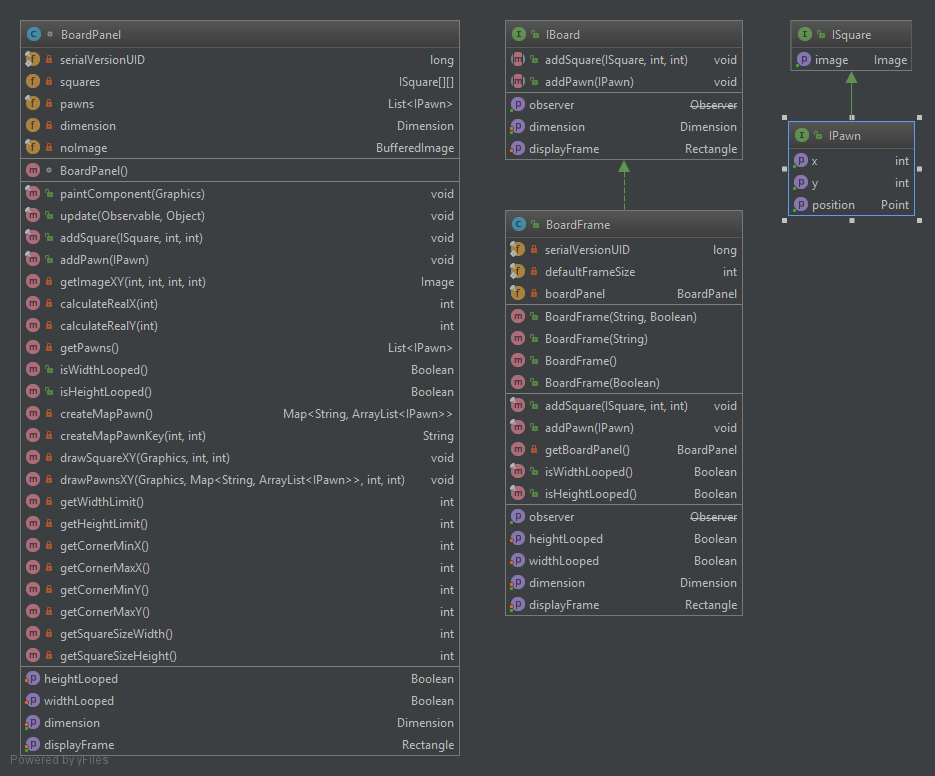 BoardPanel
serialVersionUID long
squares ISquare[][]
pawns List<IPawn>
dimension Dimension
noImage BufferedImage
BoardPanel()
paintComponent(Graphics) void
update(Observable, Object) void
addSquare(ISquare, int, int) void
addPawn(IPawn) void
getImageXY(int, int, int, int) Image
calculateRealX(int) int
calculateRealY(int) int
getPawns() List<IPawn>
isWidthLooped() Boolean
isHeightLooped() Boolean
createMapPawn() Map<String, ArrayList<IPawn>>
createMapPawnKey(int, int) String
drawSquareXY(Graphics, int, int) void
drawPawnsXY(Graphics, Map<String, ArrayList<IPawn>>, int, int) void
getWidthLimit() int
getHeightLimit() int
getCornerMinX() int
getCornerMaxX() int
getCornerMinY() int
getCornerMaxY() int
getSquareSizeWidth() int
getSquareSizeHeight() int
heightLooped Boolean
widthLooped Boolean
dimension Dimension
displayFrame Rectangle
IBoard
addSquare(ISquare, int, int) void
addPawn(IPawn) void
observer Observer
dimension Dimension
displayFrame Rectangle
BoardFrame
serialVersionUID long
defaultFrameSize int
boardPanel BoardPanel
BoardFrame(String, Boolean)
BoardFrame(String)
BoardFrame()
BoardFrame(Boolean)
addSquare(ISquare, int, int) void
addPawn(IPawn) void
getBoardPanel() BoardPanel
isWidthLooped() Boolean
isHeightLooped() Boolean
observer Observer
heightLooped Boolean
widthLooped Boolean
dimension Dimension
displayFrame Rectangle
ISquare
image Image
IPawn
x int
y int
position Point
Powered by yFiles